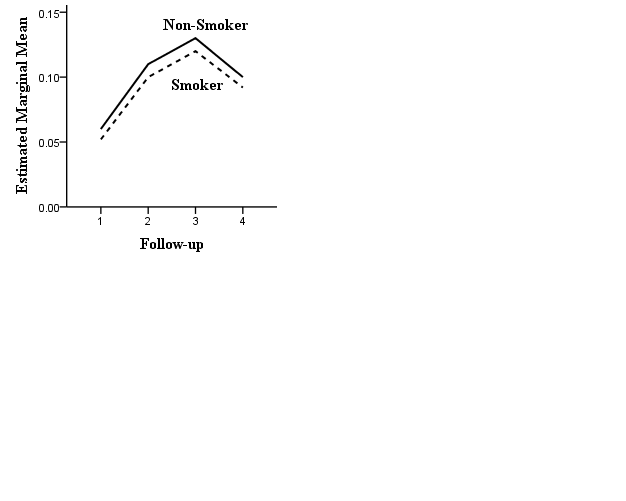 Estimated Marginal Mean
0.15
0.10
0.05
0.00
Non-Smoker
Smoker
1 2 3 4
Follow-up